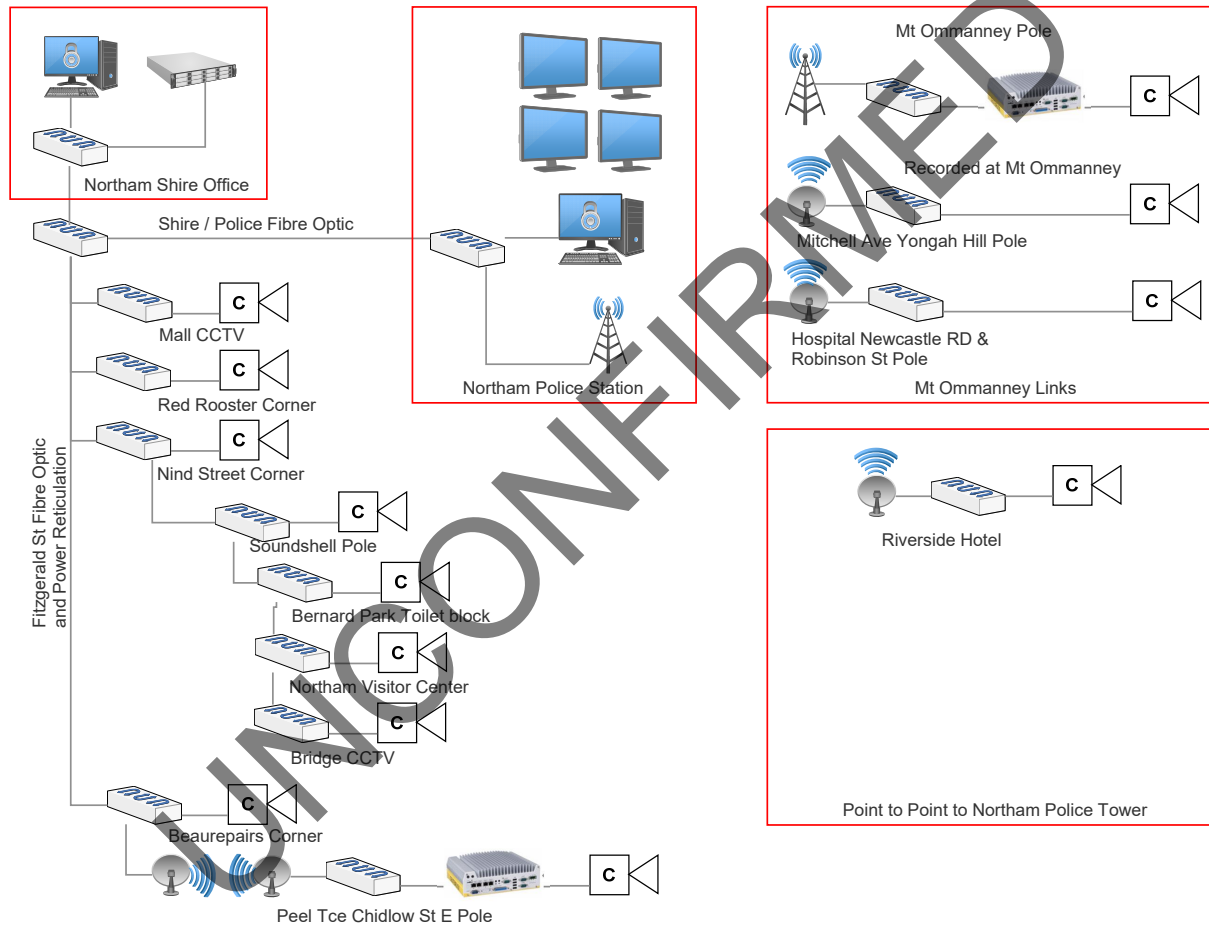 Northam Shire Office
Shire / Police Fibre Optic
Mall CCTV
C
Red Rooster Corner
C
Nind Street Corner
C
Soundshell Pole
C
Bernard Park Toilet block
C
Northam Visitor Center
C
Bridge CCTV
C
Fitzgerald St Fibre Optic
and Power Reticulation
Beaurepairs Corner
C
Peel Tce Chidlow St E Pole
C
Northam Police Station
Mt Ommanney Pole
C
Recorded at Mt Ommanney
C
Mitchell Ave Yongah Hill Pole
C
Hospital Newcastle RD &
Robinson St Pole
Mt Ommanney Links
C
Riverside Hotel
Point to Point to Northam Police Tower
UNCONFIRMED